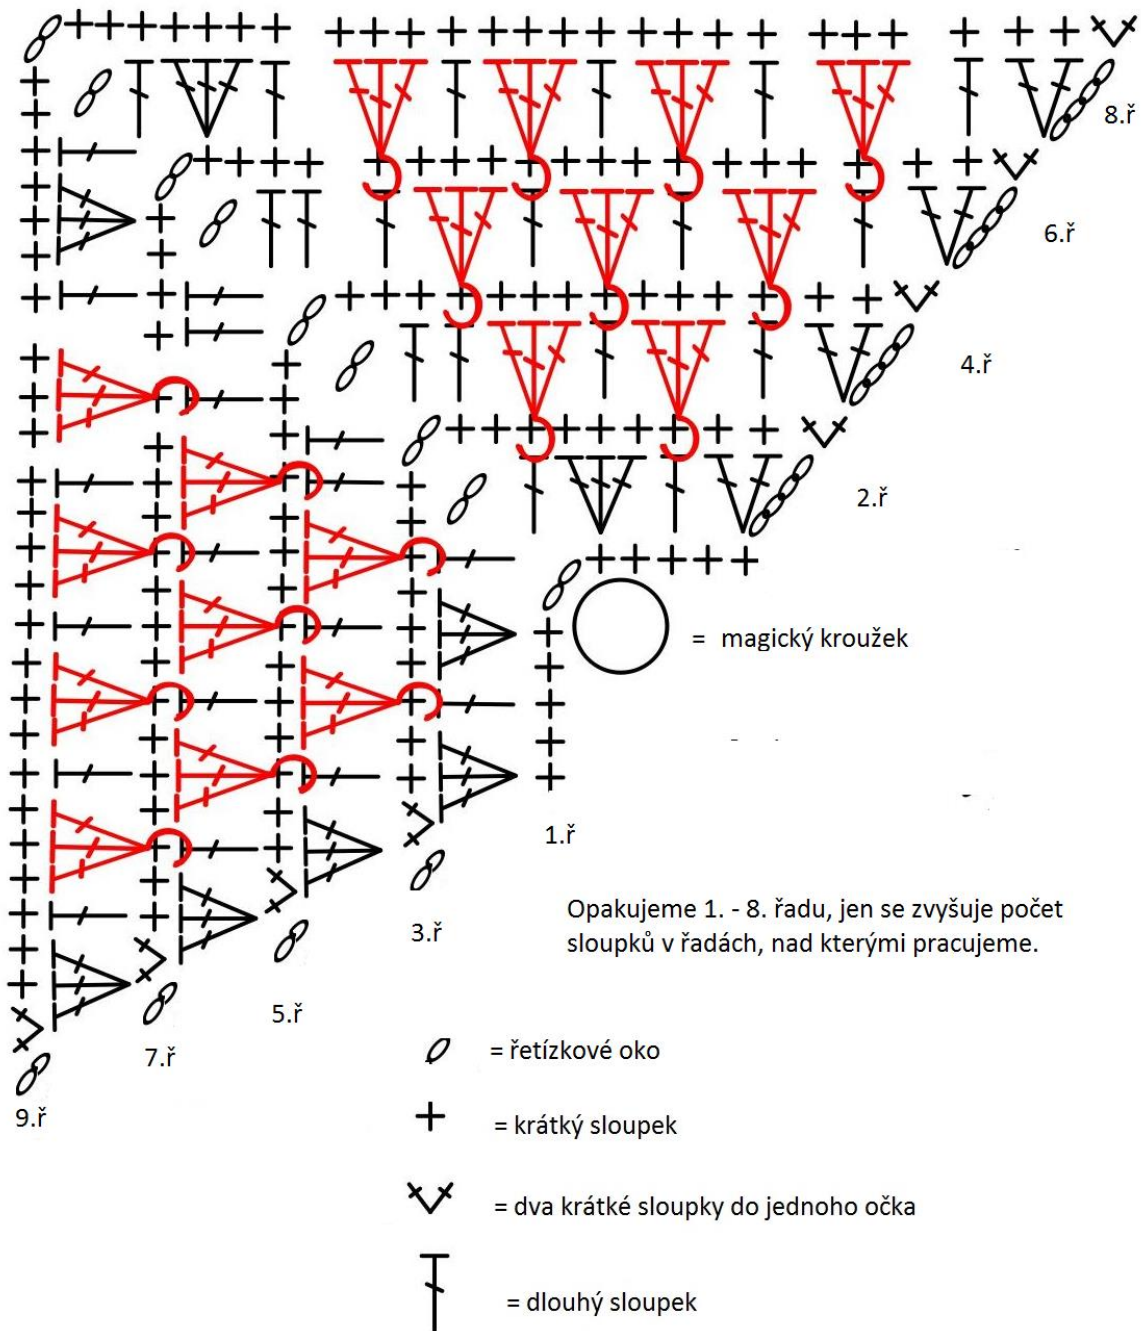 8.ř
6.ř
4.ř
2.ř
= magický kroužek
1.ř
Opakujeme 1. - 8. řadu, jen se zvyšuje počet
sloupků v řadách, nad kterými pracujeme.
3.ř
5.ř
7.ř
9.ř
= řetízkové oko
= krátký sloupek
= dva krátké sloupky do jednoho očka
= dlouhý sloupek